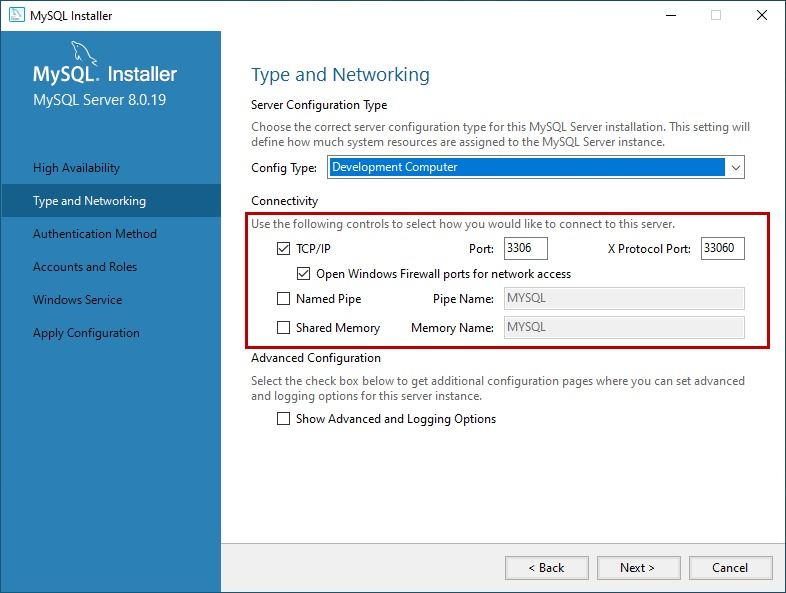 MySQL Installer
MySQL. Installer
MySQL Server 8.0.19
High Availability
Type and Networking
Authentication Method
Accounts and Roles
Windows Service
Apply Configuration
Type and Networking
Server Configuration Type
Choose the correct server configuration type for this MySQL Server installation. This setting will
define how much system resources are assigned to the MySQL Server instance.
Config Type: Development Computer
Connectivity
Use the following controls to select how you would like to connect to this server.
TCP/IP Port: 3306 X Protocol Port: 33060
Open Windows Firewall ports for network access
Named Pipe Pipe Name: MYSQL
Shared Memory Memory Name: MYSQL
Advanced Configuration
Select the check box below to get additional configuration pages where you can set advanced
and logging options for this server instance.
Show Advanced and Logging Options
< Back Next > Cancel